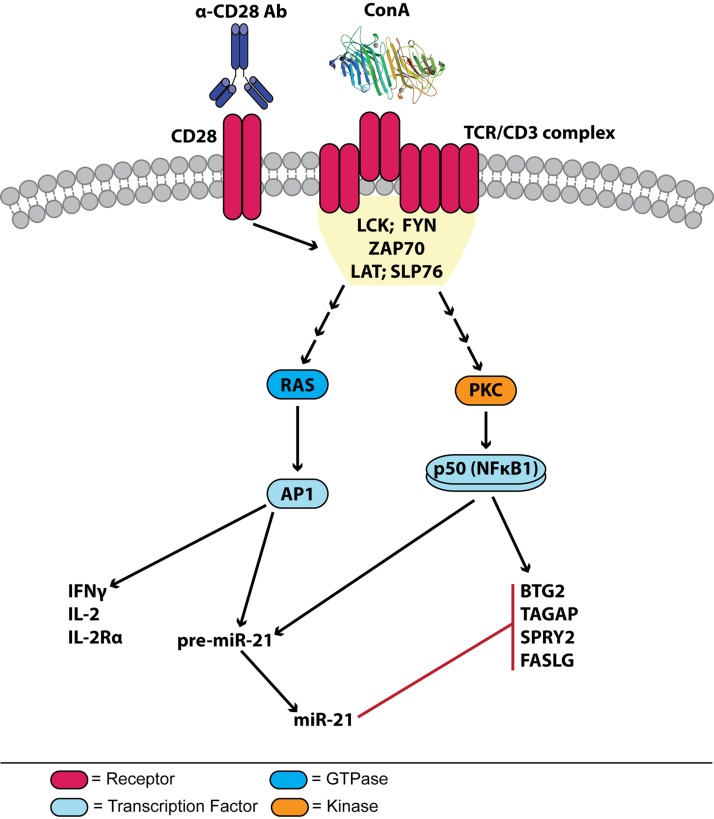 α-CD28 Ab
ConA
CD28
TCR/CD3 complex
LCK; FYN
ZAP70
LAT; SLP76
RAS
PKC
p50 (NFκB1)
AP1
IFNγ
IL-2
IL-2Rα
pre-miR-21
BTG2
TAGAP
SPRY2
FASLG
miR-21
= Receptor
= GTPase
= Transcription Factor
= Kinase